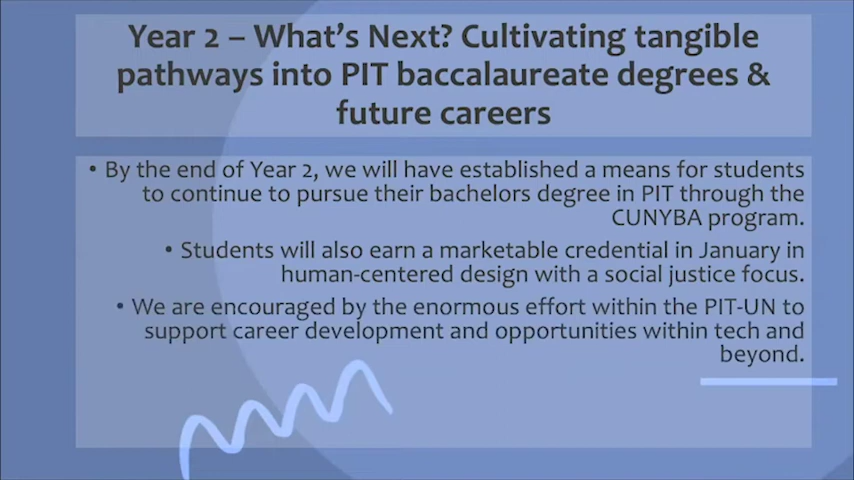 Year 2 – What's Next? Cultivating tangible
pathways into PIT baccalaureate degrees &
future careers
• By the end of Year 2, we will have established a means for students
to continue to pursue their bachelors degree in PIT through the
CUNYBA program.
• Students will also earn a marketable credential in January in
human-centered design with a social justice focus.
• We are encouraged by the enormous effort within the PIT-UN to
support career development and opportunities within tech and
beyond.